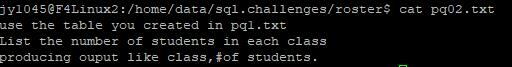 jy1045@F4Linux2:/home/data/sql.challenges/roster$ cat pq02.txt
use the table you created in pq1.txt
List the number of students in each class
producing ouput like class,#of students.